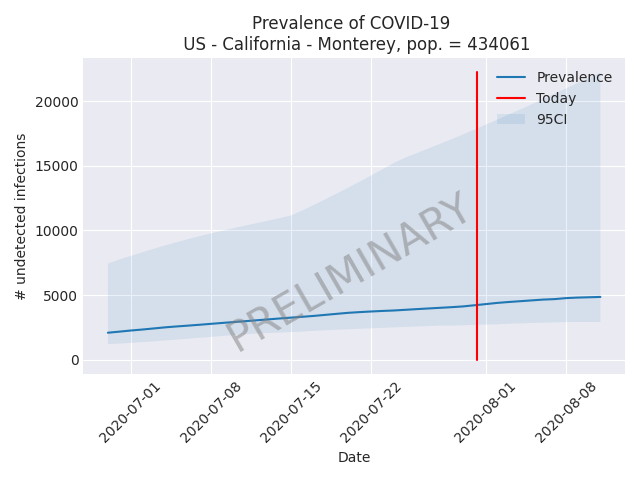 Prevalence of COVID-19
US - California - Monterey, pop. = 434061
Prevalence
Today
95CI
20000
15000
10000
5000
0
# undetected infections
PRELIMINARY
2020-07-01
2020-07-08
2020-07-15
2020-07-22
2020-08-01
2020-08-08
Date